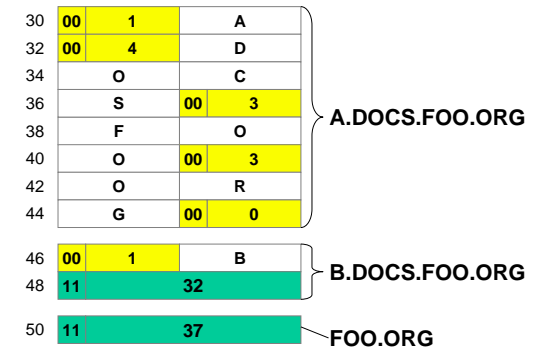 30 00 1 A
32 00 4 D
34 O C
36 S 00 3
A.DOCS.FOO.ORG
38 F O
40 O 00 3
42 O R
44 G 00 0
46 00 1 B
B.DOCS.FOO.ORG
48 11 32
50 11 37
FOO.ORG